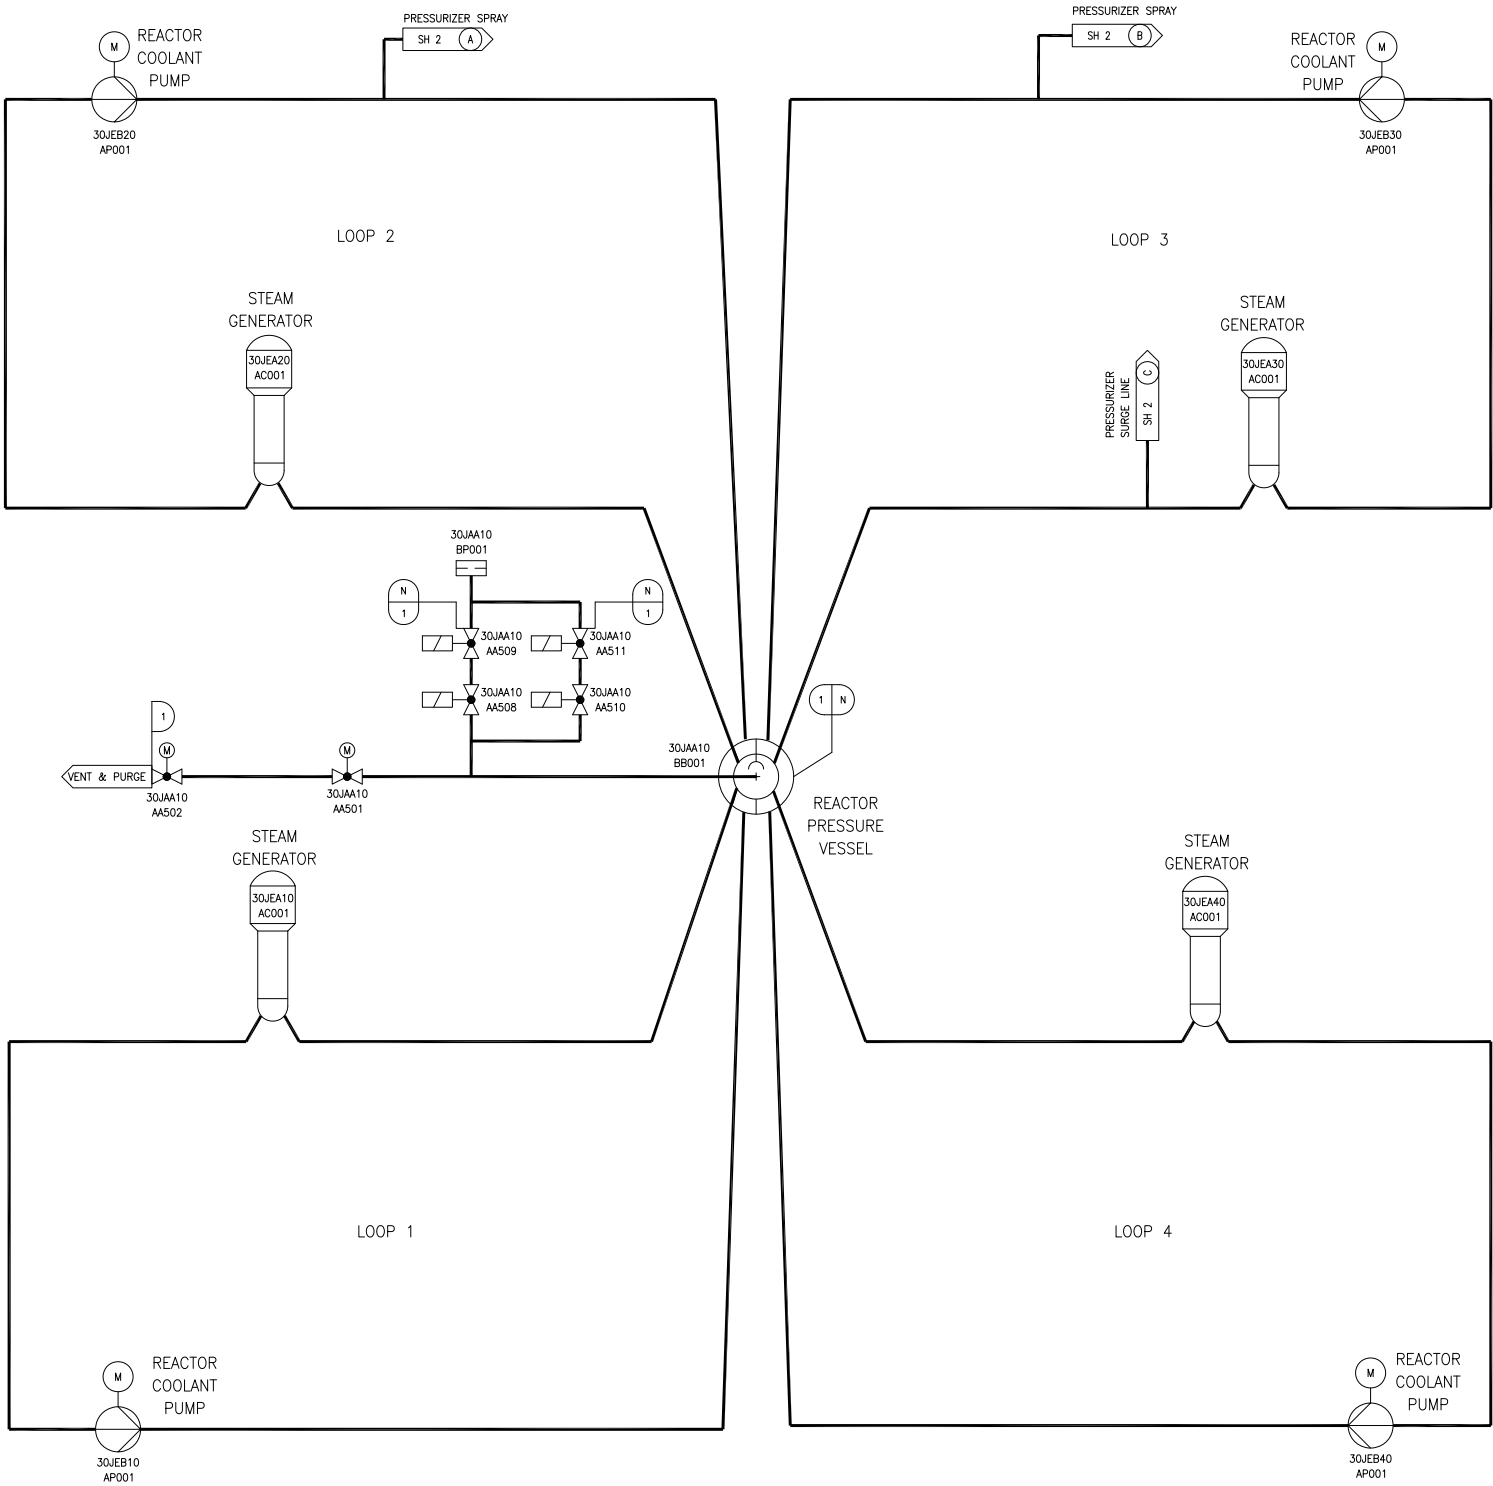 PRESSURIZER SPRAY
SH 2 A
M
REACTOR
COOLANT
PUMP
30JEB20
AP001
PRESSURIZER SPRAY
SH 2 B
REACTOR
COOLANT
PUMP
M
30JEB30
AP001
LOOP 2
LOOP 3
STEAM
GENERATOR
30JEA20
AC001
STEAM
GENERATOR
30JEA30
AC001
PRESSURIZER
SURGE LINE
SH 2 C
30JAA10
BP001
N
1
N
1
30JAA10
AA509
30JAA10
AA511
30JAA10
AA508
30JAA10
AA510
1 N
1
M
M
VENT & PURGE
30JAA10
AA502
30JAA10
AA501
30JAA10
BB001
REACTOR
PRESSURE
VESSEL
STEAM
GENERATOR
30JEA10
AC001
STEAM
GENERATOR
30JEA40
AC001
LOOP 1
LOOP 4
M
REACTOR
COOLANT
PUMP
30JEB10
AP001
M
REACTOR
COOLANT
PUMP
30JEB40
AP001